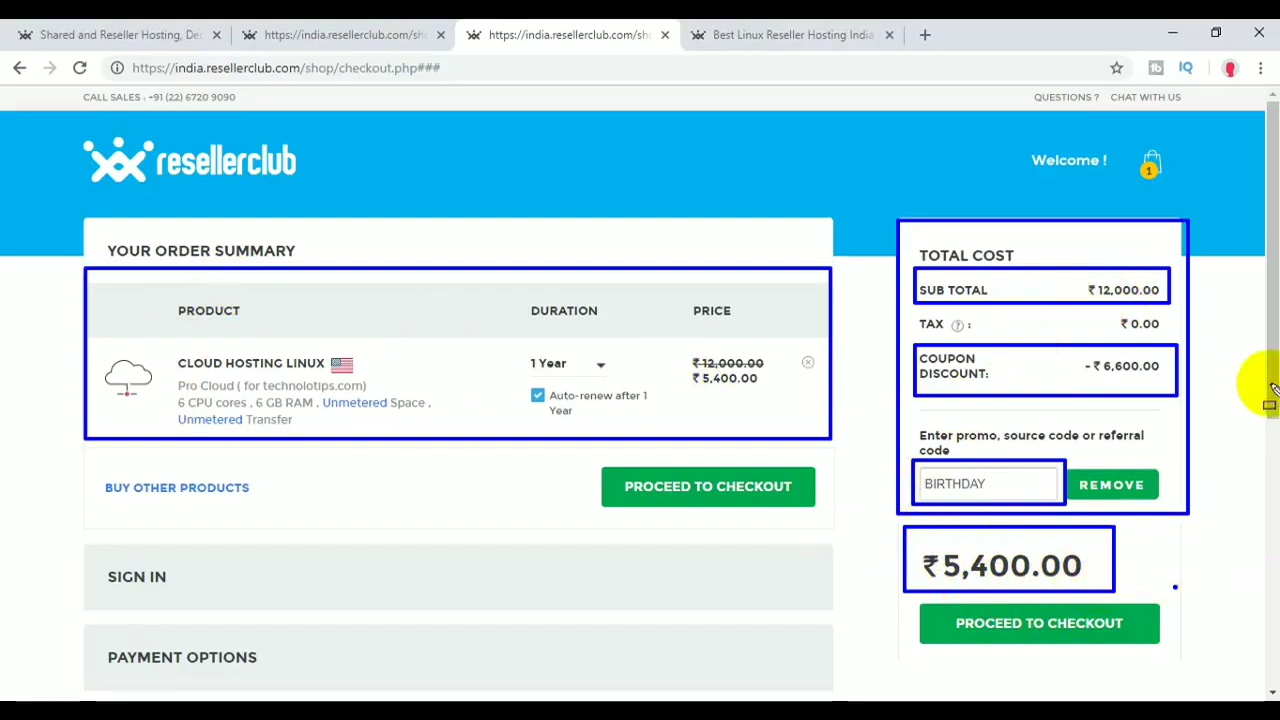 Shared and Reseller Hosting, De
https://india.resellerclub.com/sho
https://india.resellerclub.com/sho
Best Linux Reseller Hosting India
https://india.resellerclub.com/shop/checkout.php###
CALL SALES : +91 (22) 6720 9090
QUESTIONS ? CHAT WITH US
resellerclub
Welcome !
1
YOUR ORDER SUMMARY
PRODUCT DURATION PRICE
CLOUD HOSTING LINUX
Pro Cloud ( for technolotips.com)
6 CPU cores , 6 GB RAM , Unmetered Space ,
Unmetered Transfer
1 Year
Auto-renew after 1
Year
₹ 12,000.00
₹ 5,400.00
BUY OTHER PRODUCTS
PROCEED TO CHECKOUT
SIGN IN
PAYMENT OPTIONS
TOTAL COST
SUB TOTAL ₹ 12,000.00
TAX ? : ₹ 0.00
COUPON
DISCOUNT: - ₹ 6,600.00
Enter promo, source code or referral
code
BIRTHDAY
REMOVE
₹ 5,400.00
PROCEED TO CHECKOUT